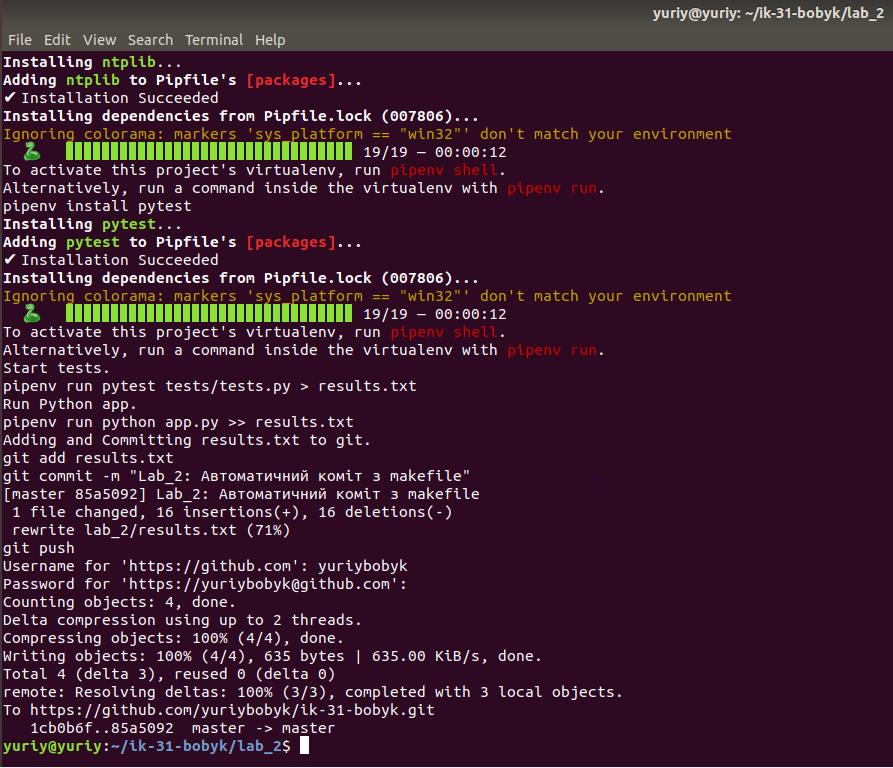 yuriy@yuriy: ~/ik-31-bobyk/lab_2
File Edit View Search Terminal Help
Installing ntplib...
Adding ntplib to Pipfile's [packages]...
✔ Installation Succeeded
Installing dependencies from Pipfile.lock (007806)...
Ignoring colorama: markers 'sys_platform == "win32"' don't match your environment
🐍 ▉▉▉▉▉▉▉▉▉▉▉▉▉▉▉▉▉▉▉▉▉▉▉▉▉▉▉▉▉▉▉▉ 19/19 — 00:00:12
To activate this project's virtualenv, run pipenv shell.
Alternatively, run a command inside the virtualenv with pipenv run.
pipenv install pytest
Installing pytest...
Adding pytest to Pipfile's [packages]...
✔ Installation Succeeded
Installing dependencies from Pipfile.lock (007806)...
Ignoring colorama: markers 'sys_platform == "win32"' don't match your environment
🐍 ▉▉▉▉▉▉▉▉▉▉▉▉▉▉▉▉▉▉▉▉▉▉▉▉▉▉▉▉▉▉▉▉ 19/19 — 00:00:12
To activate this project's virtualenv, run pipenv shell.
Alternatively, run a command inside the virtualenv with pipenv run.
Start tests.
pipenv run pytest tests/tests.py > results.txt
Run Python app.
pipenv run python app.py >> results.txt
Adding and Committing results.txt to git.
git add results.txt
git commit -m "Lab_2: Автоматичний коміт з makefile"
[master 85a5092] Lab_2: Автоматичний коміт з makefile
 1 file changed, 16 insertions(+), 16 deletions(-)
 rewrite lab_2/results.txt (71%)
git push
Username for 'https://github.com': yuriybobyk
Password for 'https://yuriybobyk@github.com':
Counting objects: 4, done.
Delta compression using up to 2 threads.
Compressing objects: 100% (4/4), done.
Writing objects: 100% (4/4), 635 bytes | 635.00 KiB/s, done.
Total 4 (delta 3), reused 0 (delta 0)
remote: Resolving deltas: 100% (3/3), completed with 3 local objects.
To https://github.com/yuriybobyk/ik-31-bobyk.git
   1cb0b6f..85a5092  master -> master
yuriy@yuriy:~/ik-31-bobyk/lab_2$